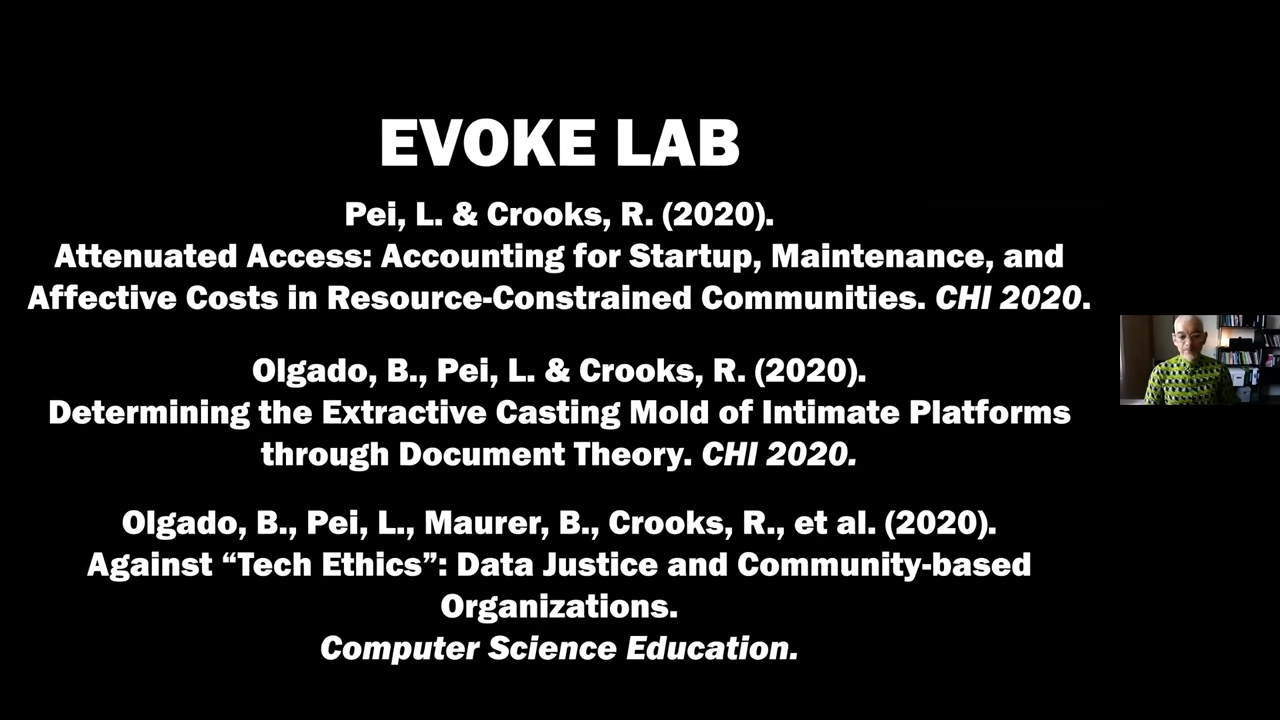 EVOKE LAB
Pei, L. & Crooks, R. (2020).
Attenuated Access: Accounting for Startup, Maintenance, and
Affective Costs in Resource-Constrained Communities. CHI 2020.
Olgado, B., Pei, L. & Crooks, R. (2020).
Determining the Extractive Casting Mold of Intimate Platforms
through Document Theory. CHI 2020.
Olgado, B., Pei, L., Maurer, B., Crooks, R., et al. (2020).
Against “Tech Ethics”: Data Justice and Community-based
Organizations.
Computer Science Education.